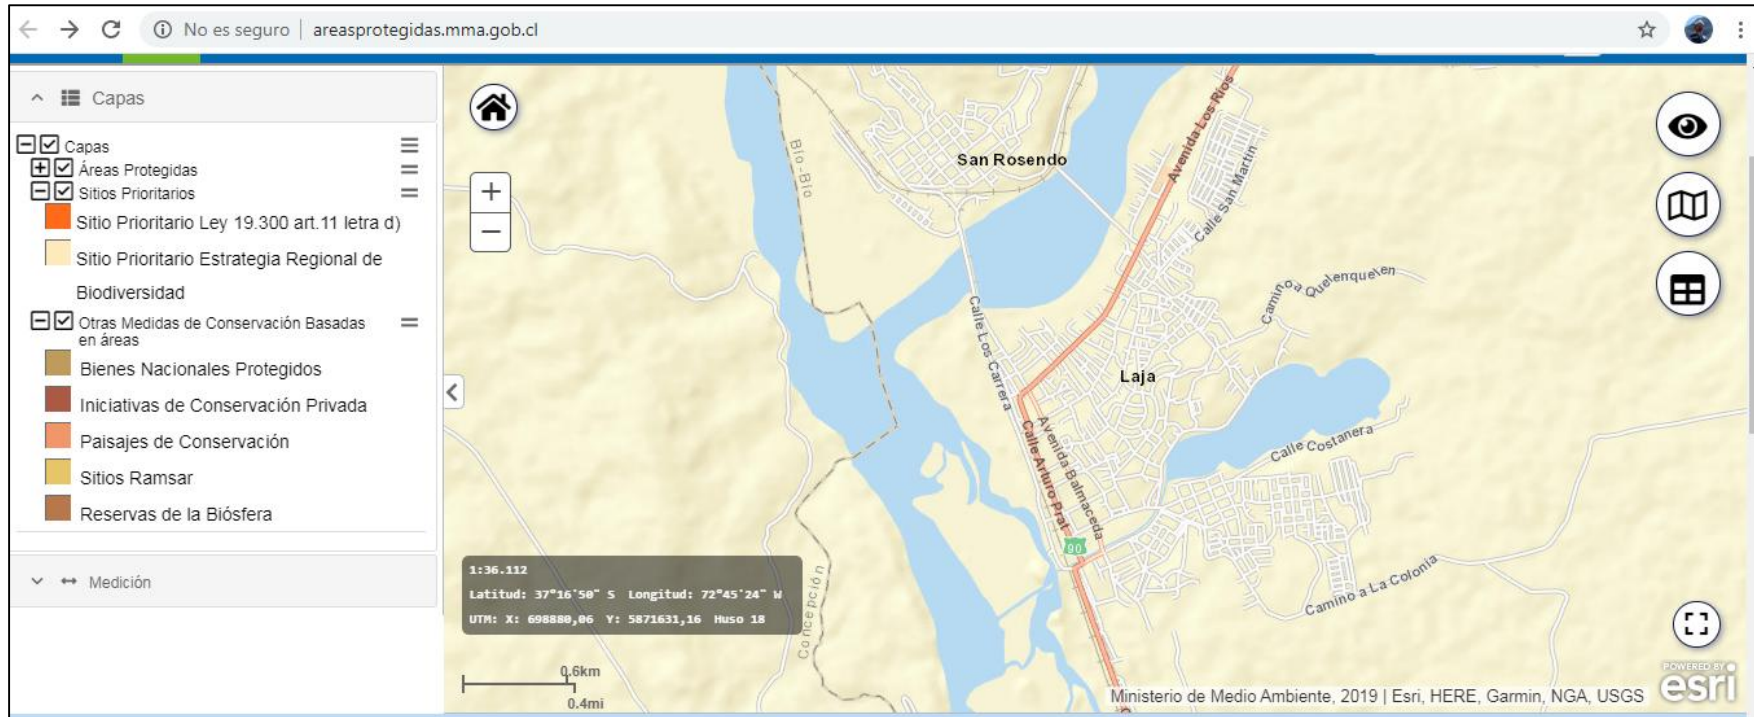 No es seguro | areasprotegidas.mma.gob.cl
Capas
Capas
Áreas Protegidas
Sitios Prioritarios
Sitio Prioritario Ley 19.300 art.11 letra d)
Sitio Prioritario Estrategia Regional de
Biodiversidad
Otras Medidas de Conservación Basadas
en áreas
Bienes Nacionales Protegidos
Iniciativas de Conservación Privada
Paisajes de Conservación
Sitios Ramsar
Reservas de la Biósfera
Medición
Bío-Bío
San Rosendo
Avenida Los Ríos
Calle San Martín
Camino a Quelenquelen
Calle Los Carrera
Laja
Calle Costanera
Calle Arturo Prat
Avenida Balmaceda
90
Camino a La Colonia
Concepción
1:36.112
Latitud: 37°16'50" S Longitud: 72°45'24" W
UTM: X: 698880,06 Y: 5871631,16 Huso 18
0.6km
0.4mi
Ministerio de Medio Ambiente, 2019 | Esri, HERE, Garmin, NGA, USGS
POWERED BY
esri